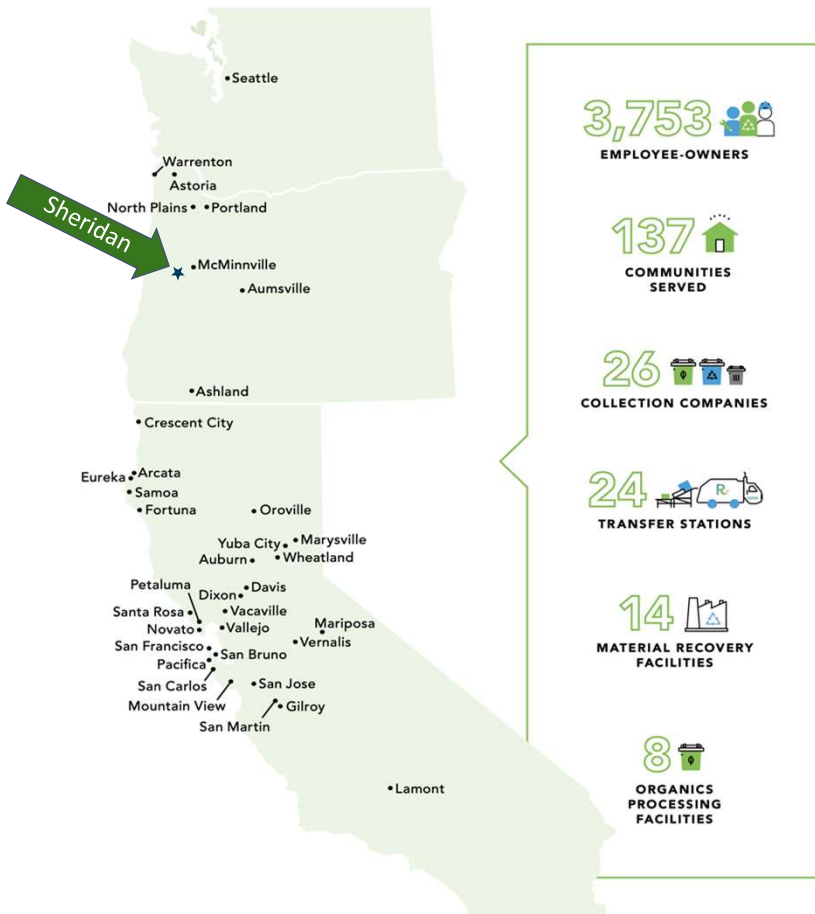 Seattle
Warrenton
Astoria
North Plains
Portland
Sheridan
McMinnville
Aumsville
Ashland
Crescent City
Arcata
Eureka
Samoa
Fortuna
Oroville
Marysville
Yuba City
Wheatland
Auburn
Petaluma
Davis
Dixon
Santa Rosa
Vacaville
Novato
Vallejo
Mariposa
Vernalis
San Francisco
San Bruno
Pacifica
San Carlos
San Jose
Mountain View
Gilroy
San Martin
Lamont
3,753
EMPLOYEE-OWNERS
137
COMMUNITIES
SERVED
26
COLLECTION COMPANIES
24
R
TRANSFER STATIONS
14
MATERIAL RECOVERY
FACILITIES
8
ORGANICS
PROCESSING
FACILITIES